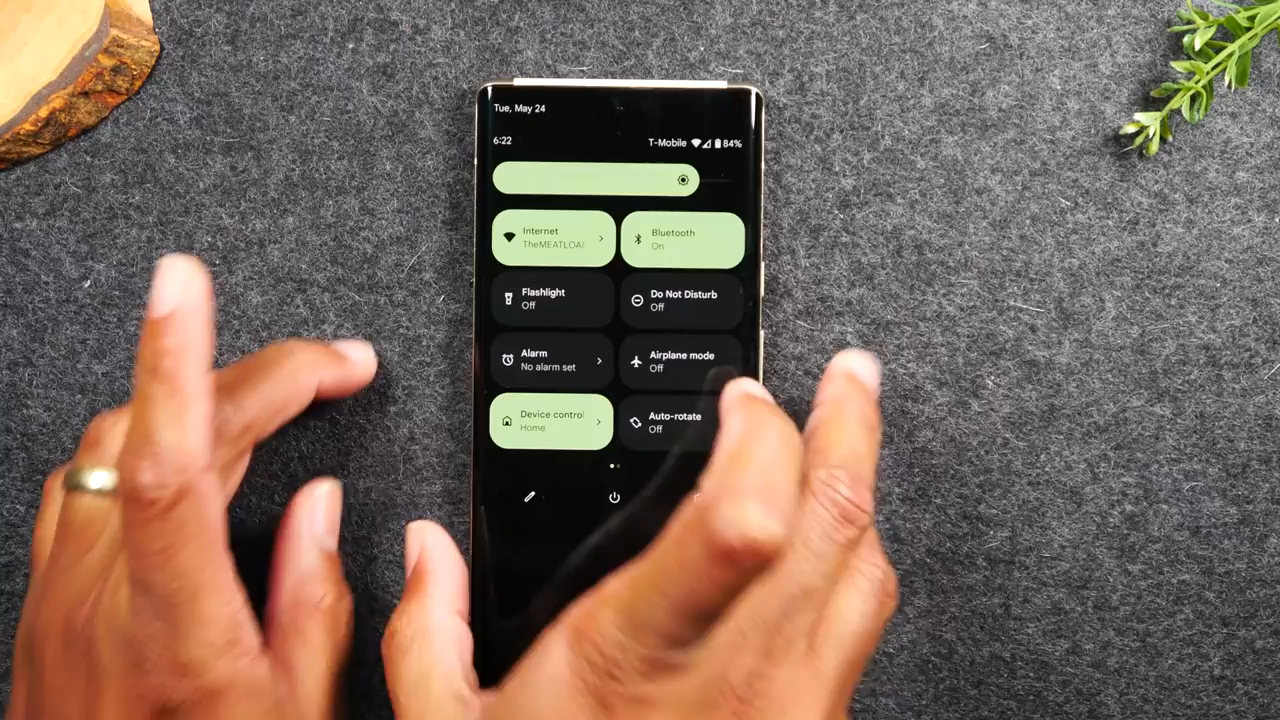 Tue, May 24
6:22
T-Mobile 84%
Internet
TheMEATLOA
Bluetooth
On
Flashlight
Off
Do Not Disturb
Off
Alarm
No alarm set
Airplane mode
Off
Device control
Home
Auto-rotate
Off